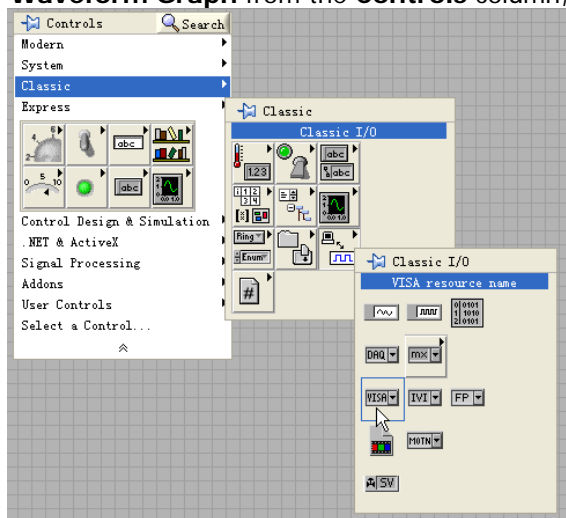 Waveform Graph from the Controls column,
Controls Search
Modern
System
Classic
Express
abc
abc
Control Design & Simulation
.NET & ActiveX
Signal Processing
Addons
User Controls
Select a Control...
Classic
Classic I/O
1.23
abc
abc
Ring
Enum
#
Classic I/O
VISA resource name
DAQ mx
VISA IVI FP
MOTN
SV